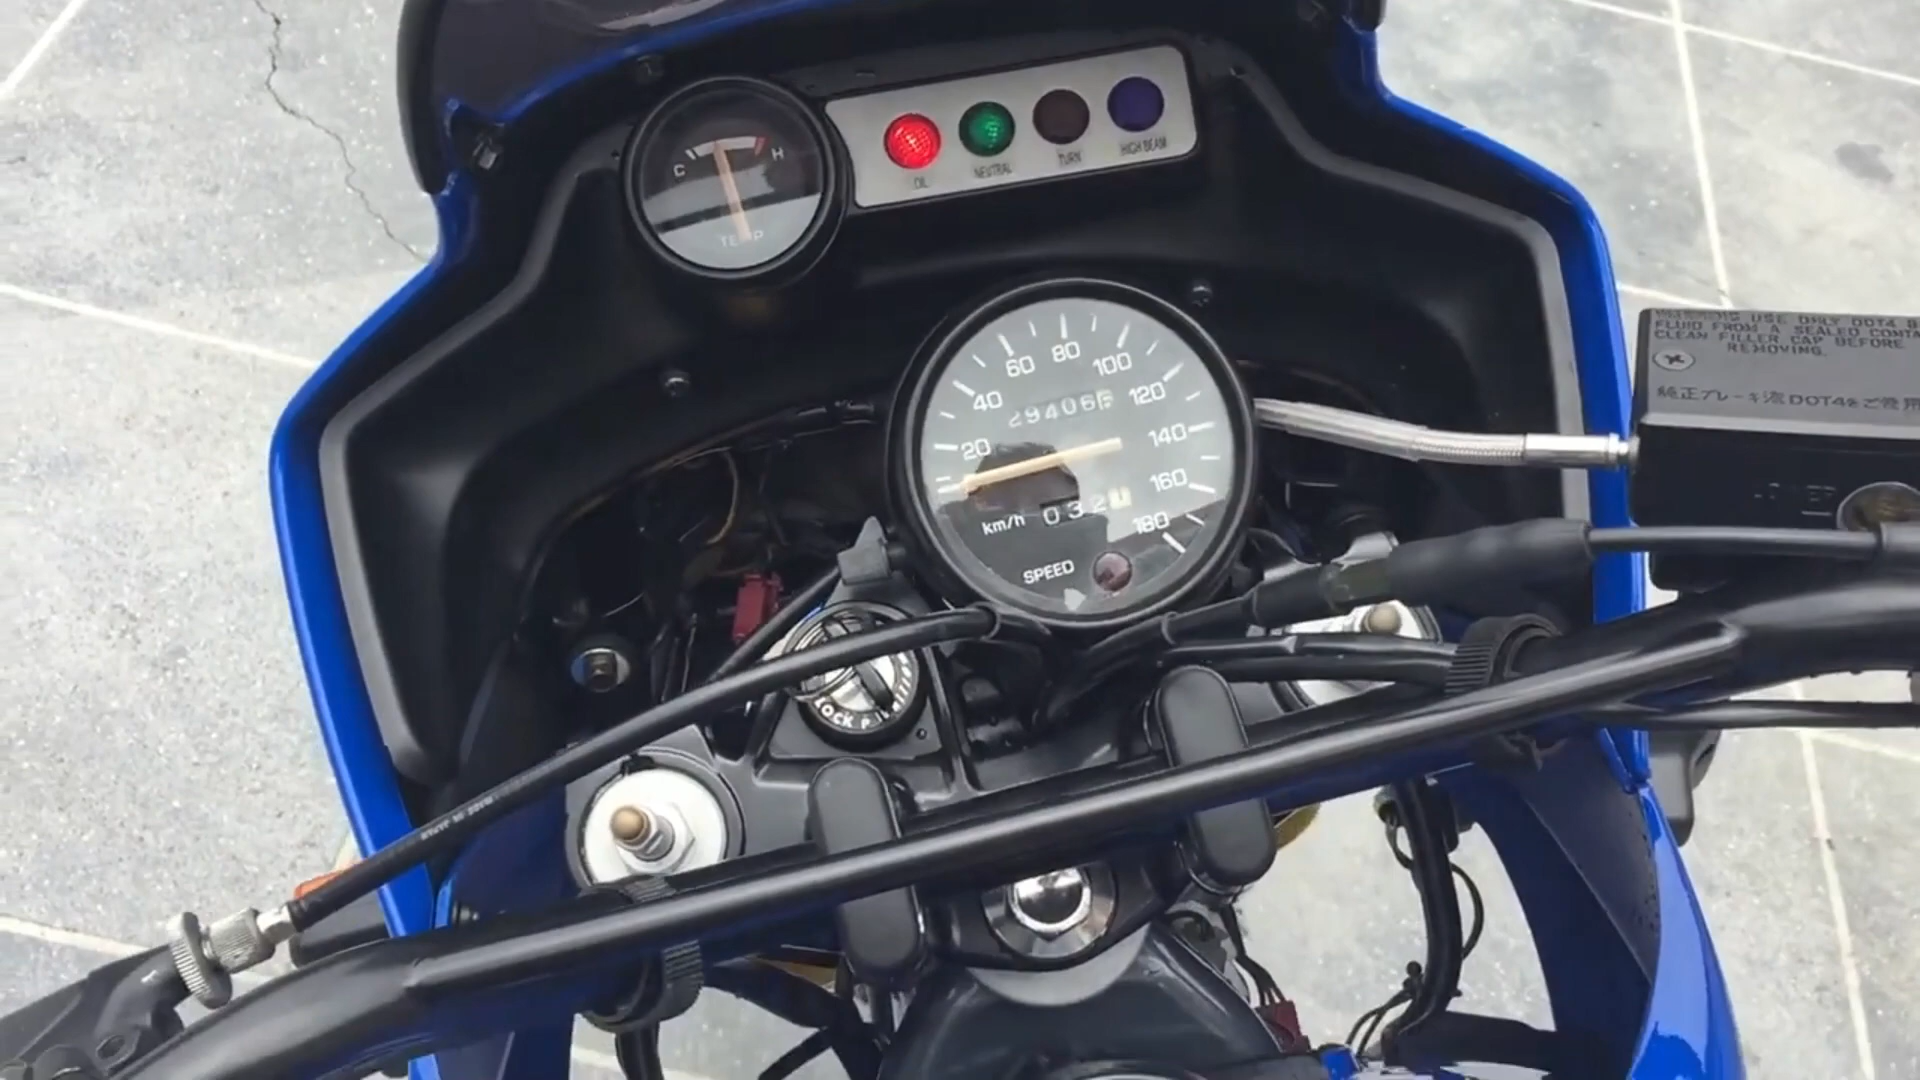 C H
TEMP
OIL NEUTRAL TURN HIGH BEAM
20 40 60 80 100 120 140 160 180
29406
km/h 032
SPEED
LOCK P
USE ONLY DOT4
FLUID FROM A SEALED CONTA
CLEAN FILLER CAP BEFORE
REMOVING.
純正ブレーキ液DOT4をご使用